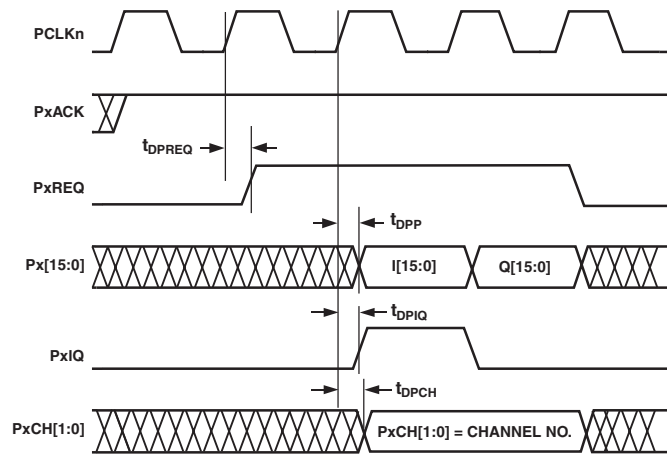 PCLKn
PxACK
tDPREQ
PxREQ
tDPP
Px[15:0]
I[15:0]
Q[15:0]
tDPIQ
PxIQ
tDPCH
PxCH[1:0]
PxCH[1:0] = CHANNEL NO.